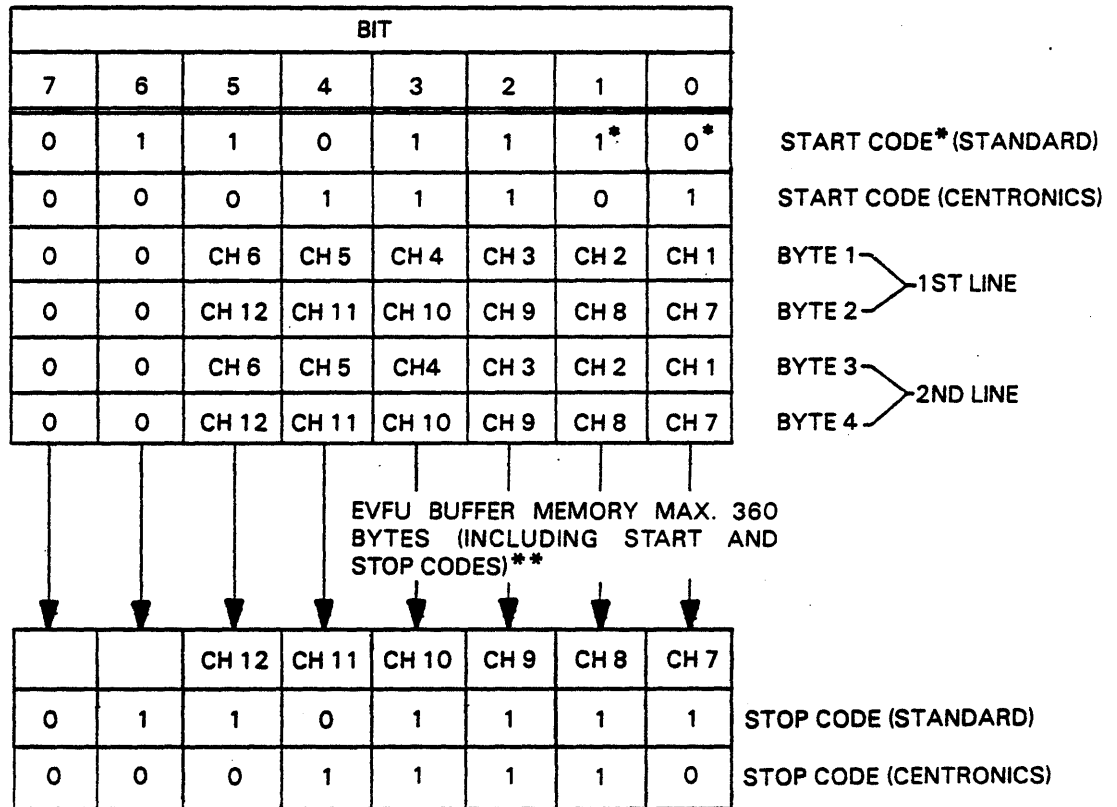 BIT
7 6 5 4 3 2 1 0
0 1 1 0 1 1 1* 0* START CODE* (STANDARD)
0 0 0 1 1 1 0 1 START CODE (CENTRONICS)
0 0 CH 6 CH 5 CH 4 CH 3 CH 2 CH 1 BYTE 1
1ST LINE
0 0 CH 12 CH 11 CH 10 CH 9 CH 8 CH 7 BYTE 2
0 0 CH 6 CH 5 CH4 CH 3 CH 2 CH 1 BYTE 3
2ND LINE
0 0 CH 12 CH 11 CH 10 CH 9 CH 8 CH 7 BYTE 4
EVFU BUFFER MEMORY MAX. 360
BYTES (INCLUDING START AND
STOP CODES)**
CH 12 CH 11 CH 10 CH 9 CH 8 CH 7
0 1 1 0 1 1 1 1 STOP CODE (STANDARD)
0 0 0 1 1 1 1 0 STOP CODE (CENTRONICS)